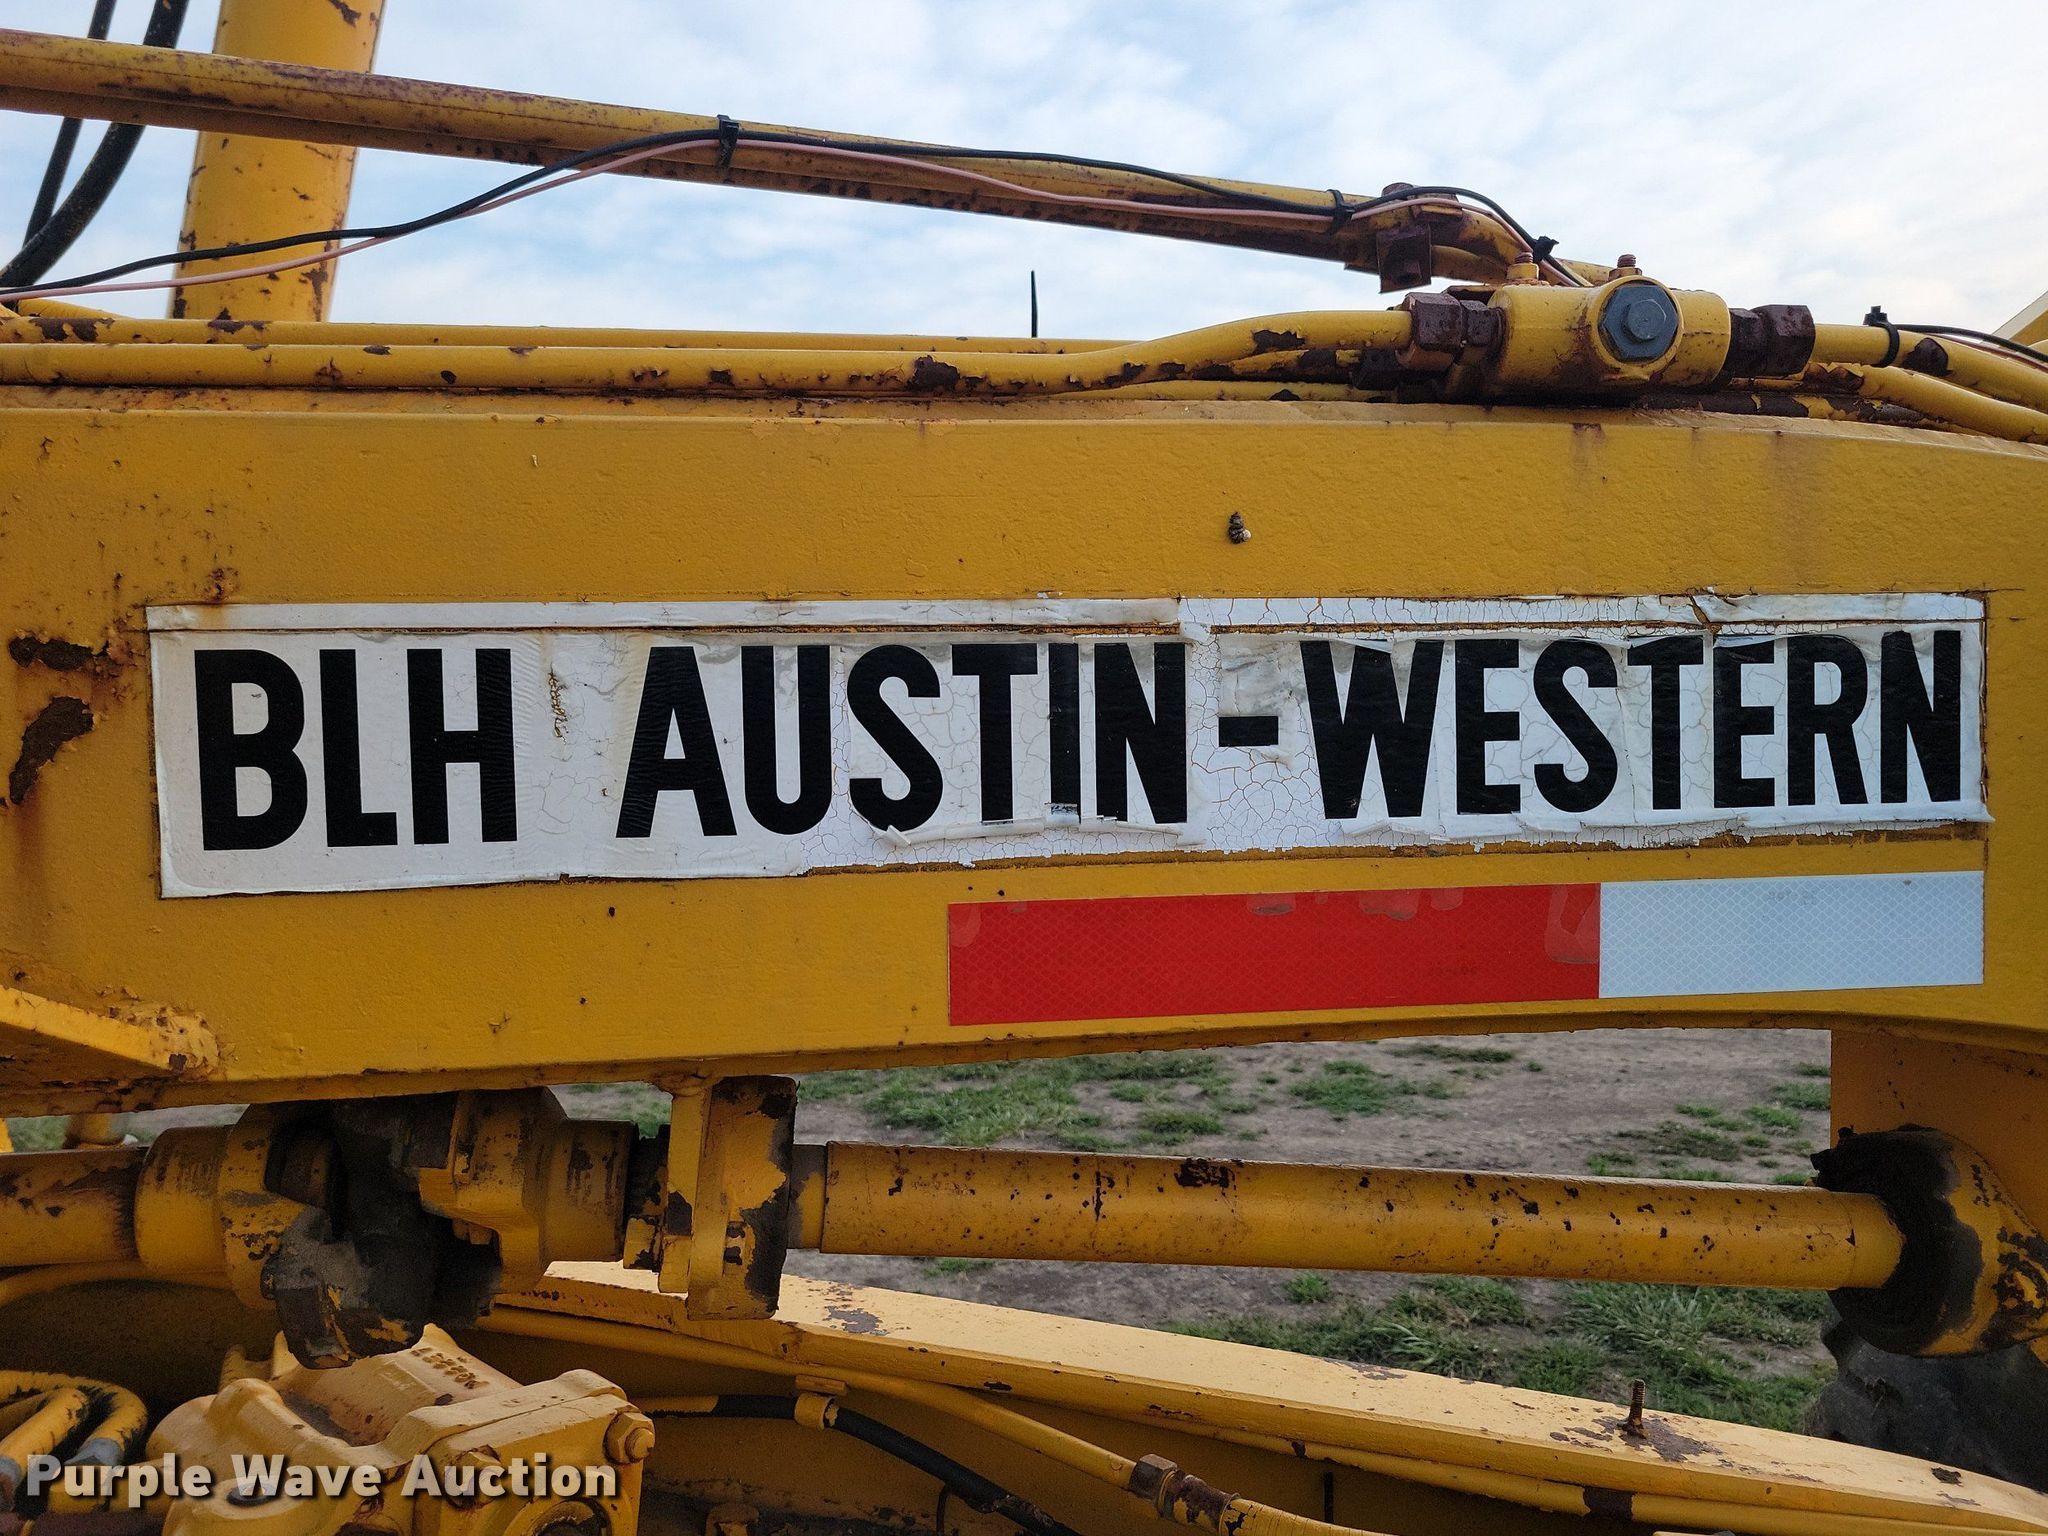 BLH AUSTIN-WESTERN
Purple Wave Auction